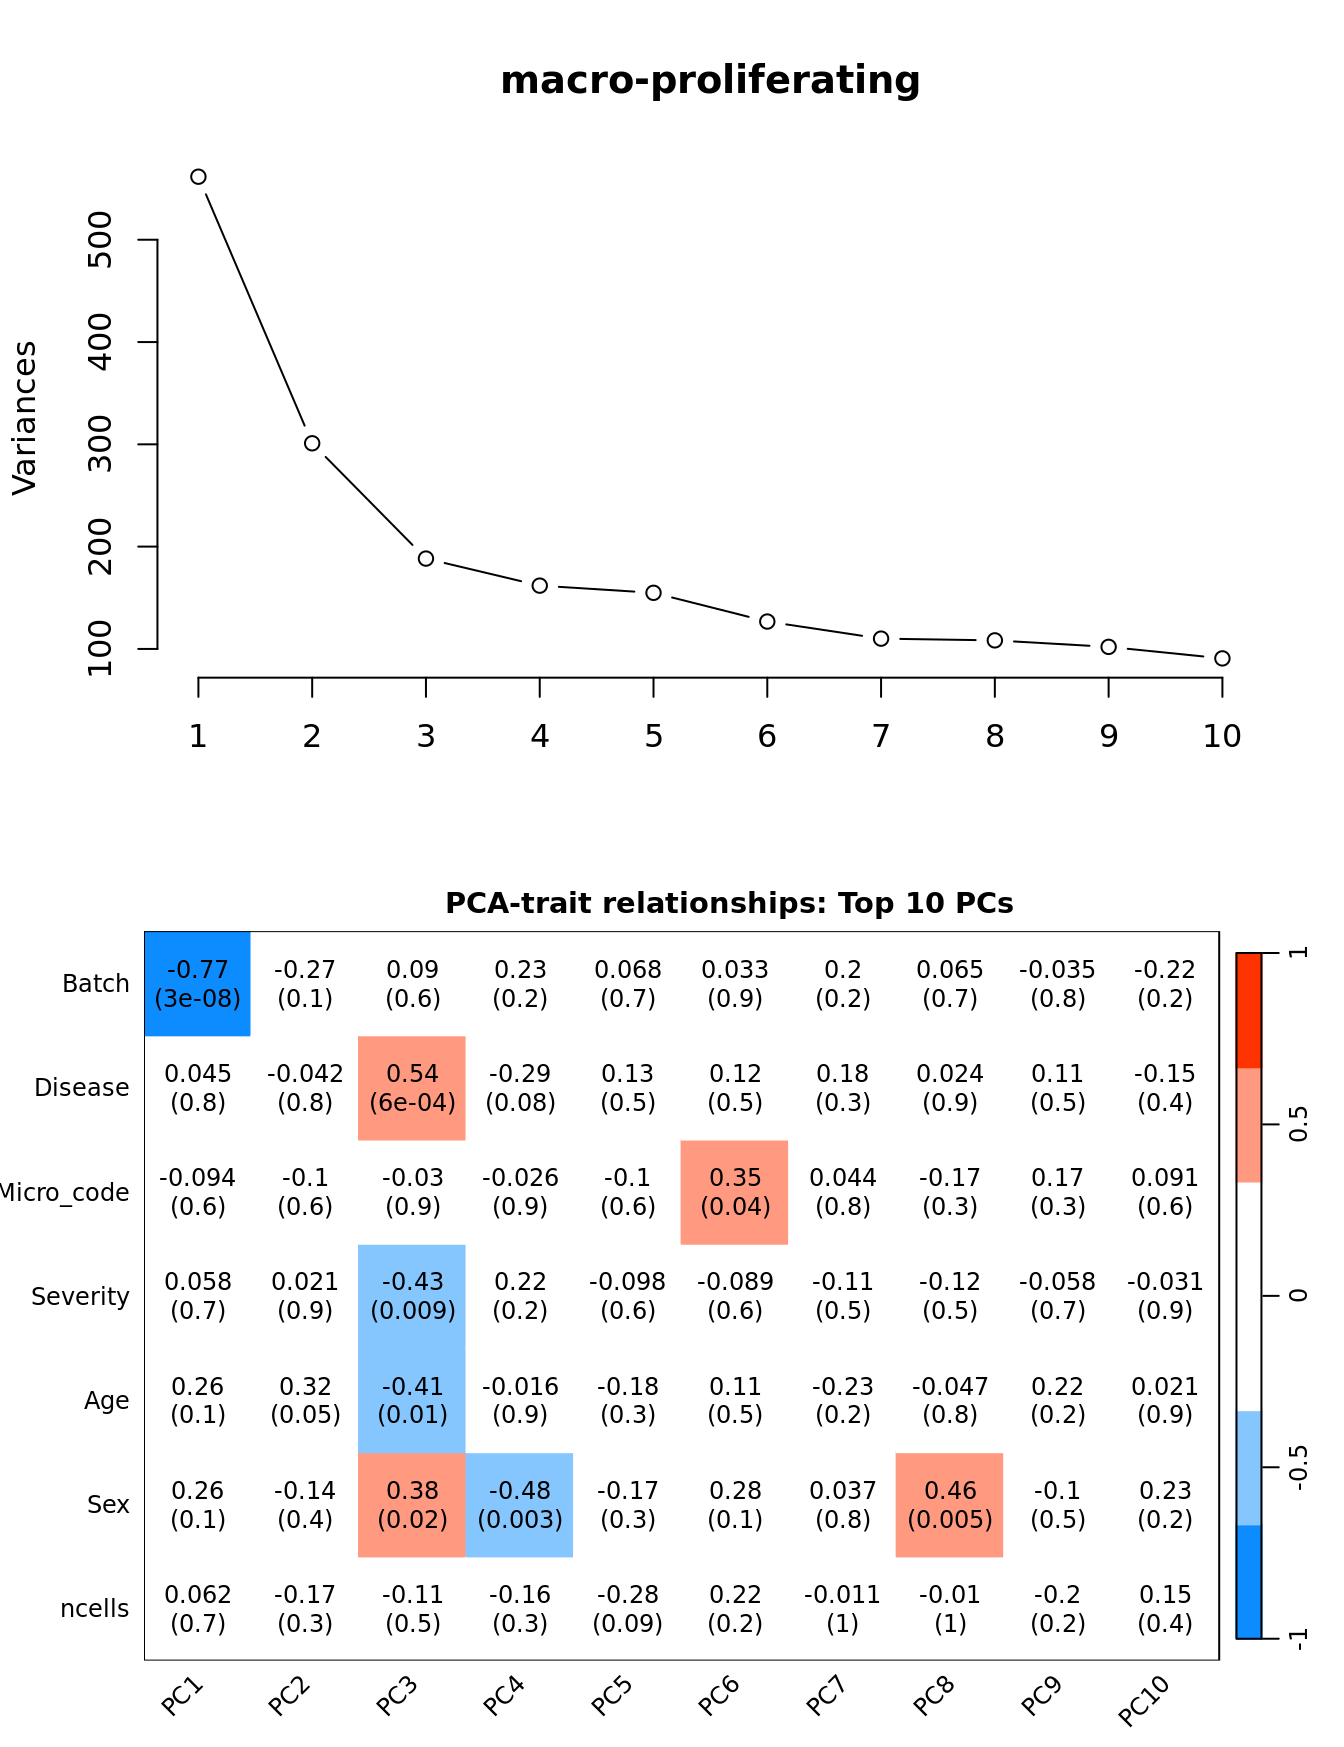 macro-proliferating
Variances
500
400
300
200
100
1 2 3 4 5 6 7 8 9 10
PCA-trait relationships: Top 10 PCs
Batch -0.77 -0.27 0.09 0.23 0.068 0.033 0.2 0.065 -0.035 -0.22
(3e-08) (0.1) (0.6) (0.2) (0.7) (0.9) (0.2) (0.7) (0.8) (0.2)
Disease 0.045 -0.042 0.54 -0.29 0.13 0.12 0.18 0.024 0.11 -0.15
(0.8) (0.8) (6e-04) (0.08) (0.5) (0.5) (0.3) (0.9) (0.5) (0.4)
Micro_code -0.094 -0.1 -0.03 -0.026 -0.1 0.35 0.044 -0.17 0.17 0.091
(0.6) (0.6) (0.9) (0.9) (0.6) (0.04) (0.8) (0.3) (0.3) (0.6)
Severity 0.058 0.021 -0.43 0.22 -0.098 -0.089 -0.11 -0.12 -0.058 -0.031
(0.7) (0.9) (0.009) (0.2) (0.6) (0.6) (0.5) (0.5) (0.7) (0.9)
Age 0.26 0.32 -0.41 -0.016 -0.18 0.11 -0.23 -0.047 0.22 0.021
(0.1) (0.05) (0.01) (0.9) (0.3) (0.5) (0.2) (0.8) (0.2) (0.9)
Sex 0.26 -0.14 0.38 -0.48 -0.17 0.28 0.037 0.46 -0.1 0.23
(0.1) (0.4) (0.02) (0.003) (0.3) (0.1) (0.8) (0.005) (0.5) (0.2)
ncells 0.062 -0.17 -0.11 -0.16 -0.28 0.22 -0.011 -0.01 -0.2 0.15
(0.7) (0.3) (0.5) (0.3) (0.09) (0.2) (1) (1) (0.2) (0.4)
PC1 PC2 PC3 PC4 PC5 PC6 PC7 PC8 PC9 PC10
1
0.5
0
-0.5
-1